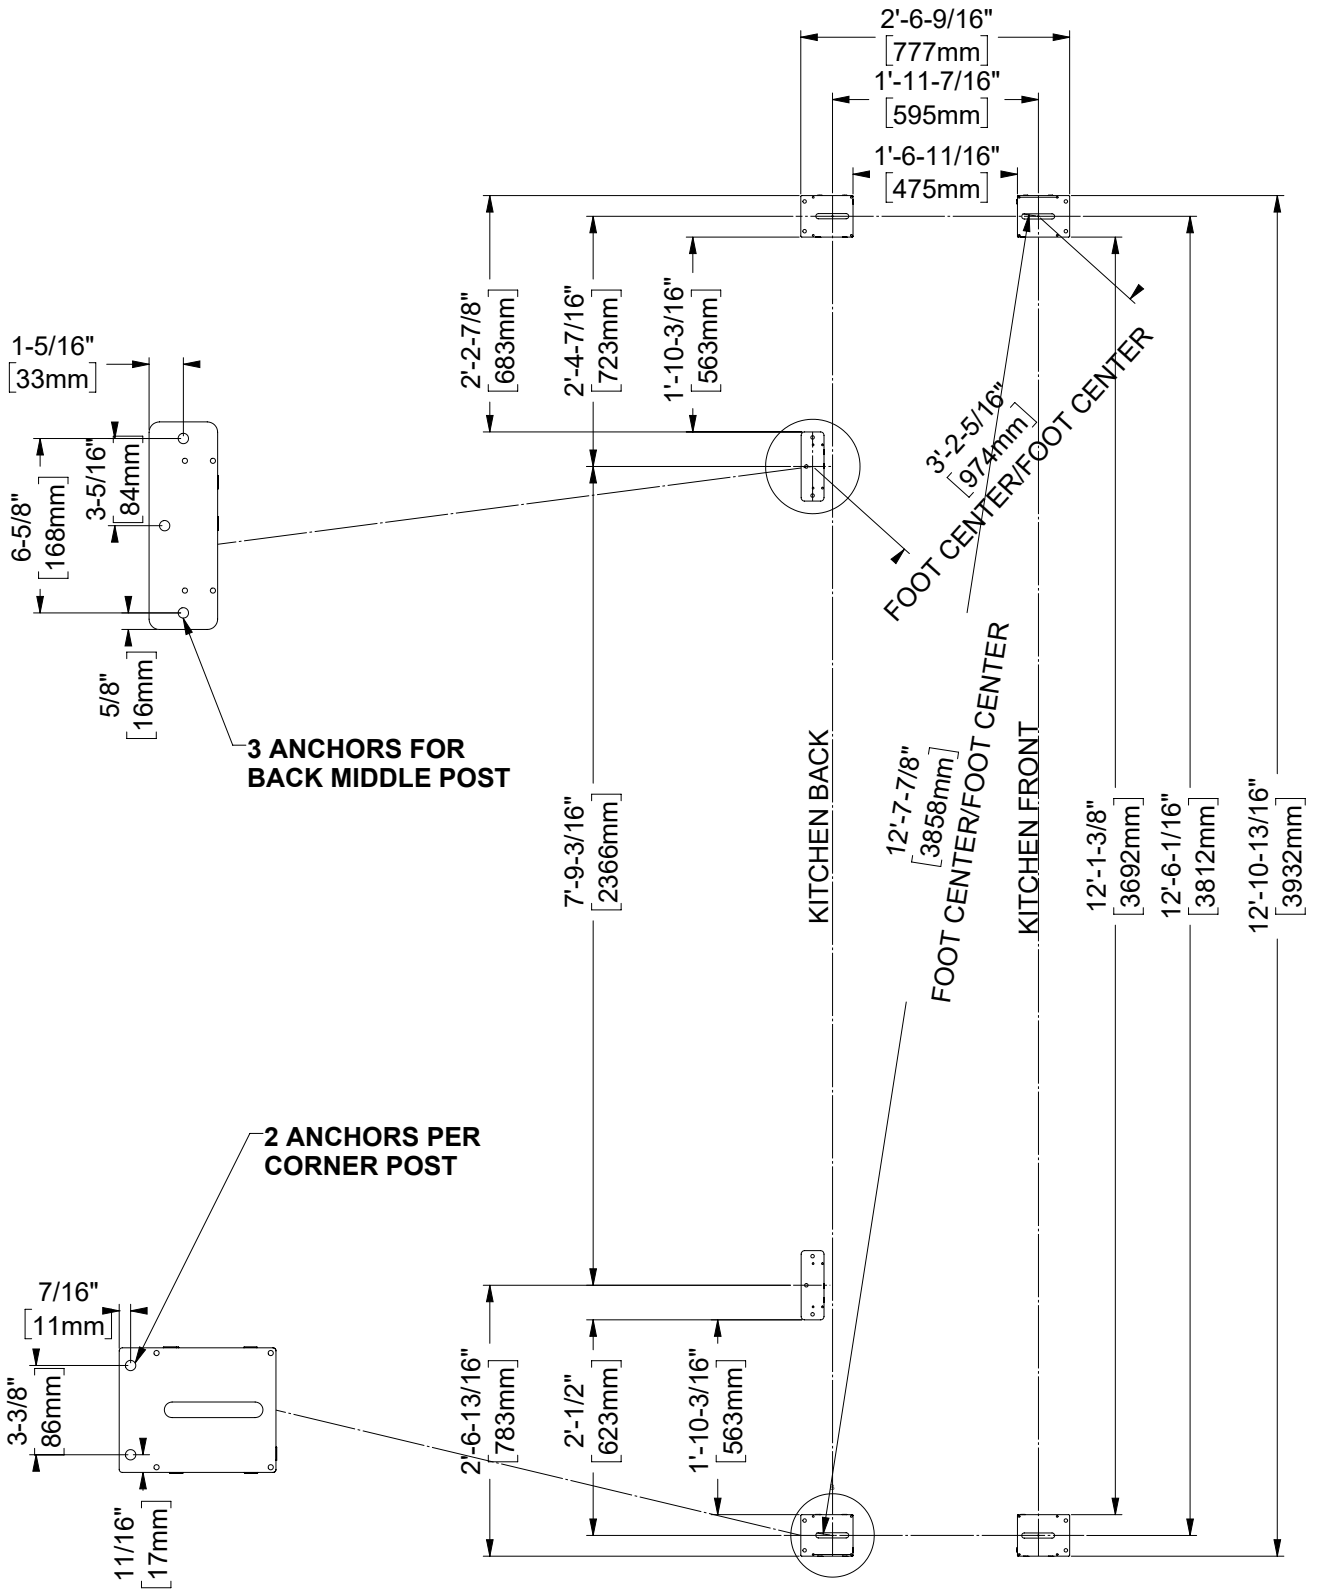 2'-6-9/16"
[777mm]
1'-11-7/16"
[595mm]
1'-6-11/16"
[475mm]
2'-2-7/8"
[683mm]
2'-4-7/16"
[723mm]
1'-10-3/16"
[563mm]
1-5/16"
[33mm]
3-5/16"
[84mm]
6-5/8"
[168mm]
5/8"
[16mm]
3 ANCHORS FOR
BACK MIDDLE POST
3'-2-5/16"
[974mm]
FOOT CENTER/FOOT CENTER
7'-9-3/16"
[2366mm]
KITCHEN BACK
12'-7-7/8"
[3858mm]
FOOT CENTER/FOOT CENTER
KITCHEN FRONT
12'-1-3/8"
[3692mm]
12'-6-1/16"
[3812mm]
12'-10-13/16"
[3932mm]
2 ANCHORS PER
CORNER POST
7/16"
[11mm]
3-3/8"
[86mm]
11/16"
[17mm]
2'-6-13/16"
[783mm]
2'-1/2"
[623mm]
1'-10-3/16"
[563mm]